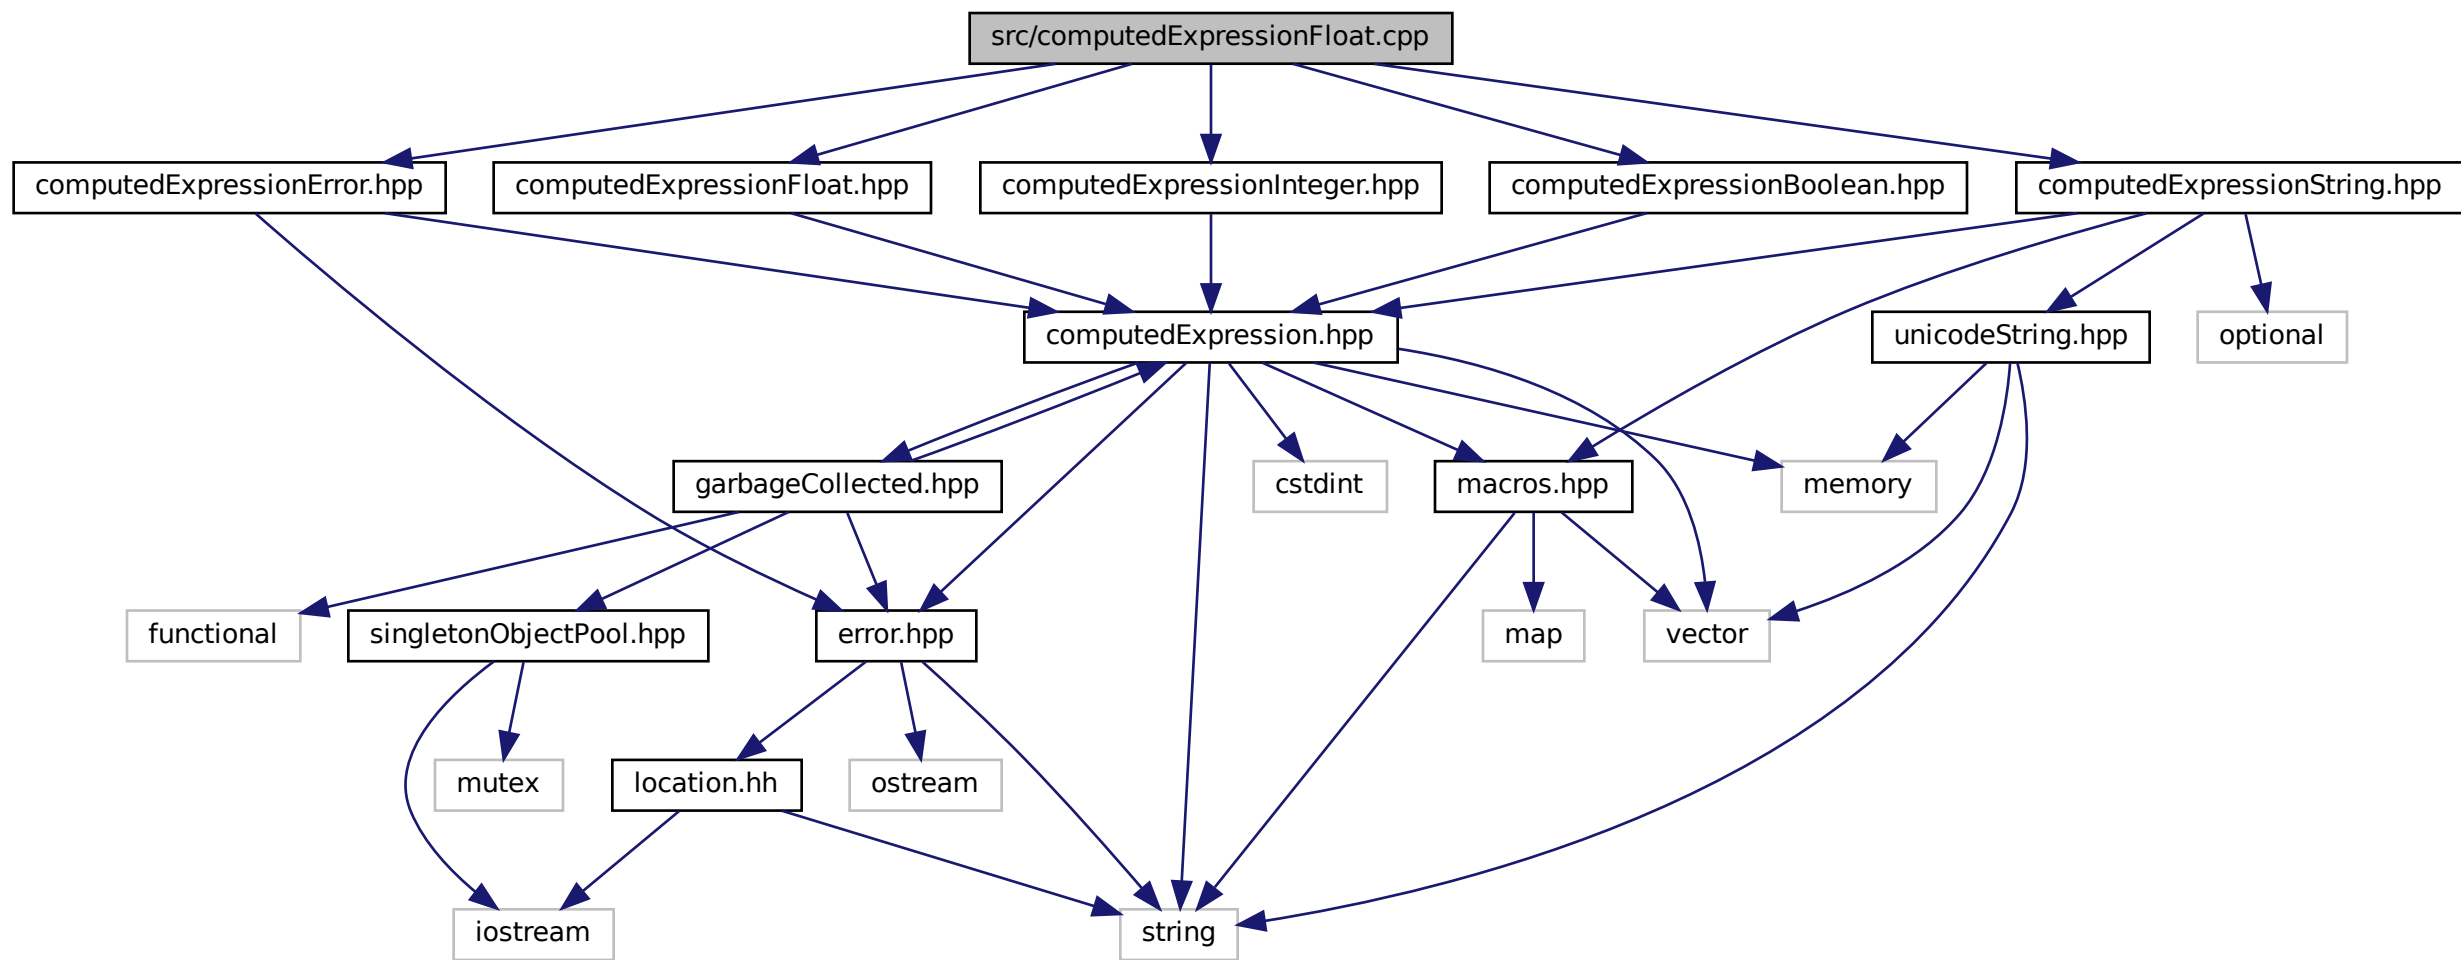 src/computedExpressionFloat.cpp
computedExpressionError.hpp
computedExpressionFloat.hpp
computedExpressionInteger.hpp
computedExpressionBoolean.hpp
computedExpressionString.hpp
computedExpression.hpp
unicodeString.hpp
optional
garbageCollected.hpp
cstdint
macros.hpp
memory
functional
singletonObjectPool.hpp
error.hpp
map
vector
mutex
location.hh
ostream
iostream
string